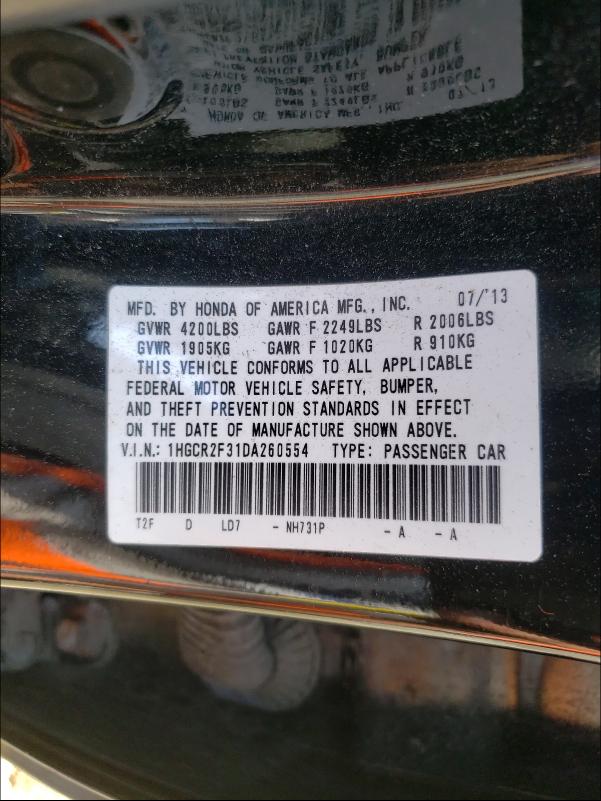 MFD. BY HONDA OF AMERICA MFG., INC. 07/'13
GVWR 4200LBS GAWR F 2249LBS R 2006LBS
GVWR 1905KG GAWR F 1020KG R 910KG
THIS VEHICLE CONFORMS TO ALL APPLICABLE
FEDERAL MOTOR VEHICLE SAFETY, BUMPER,
AND THEFT PREVENTION STANDARDS IN EFFECT
ON THE DATE OF MANUFACTURE SHOWN ABOVE.
V.I.N.: 1HGCR2F31DA260554 TYPE: PASSENGER CAR
T2F D LD7 - NH731P - A - A